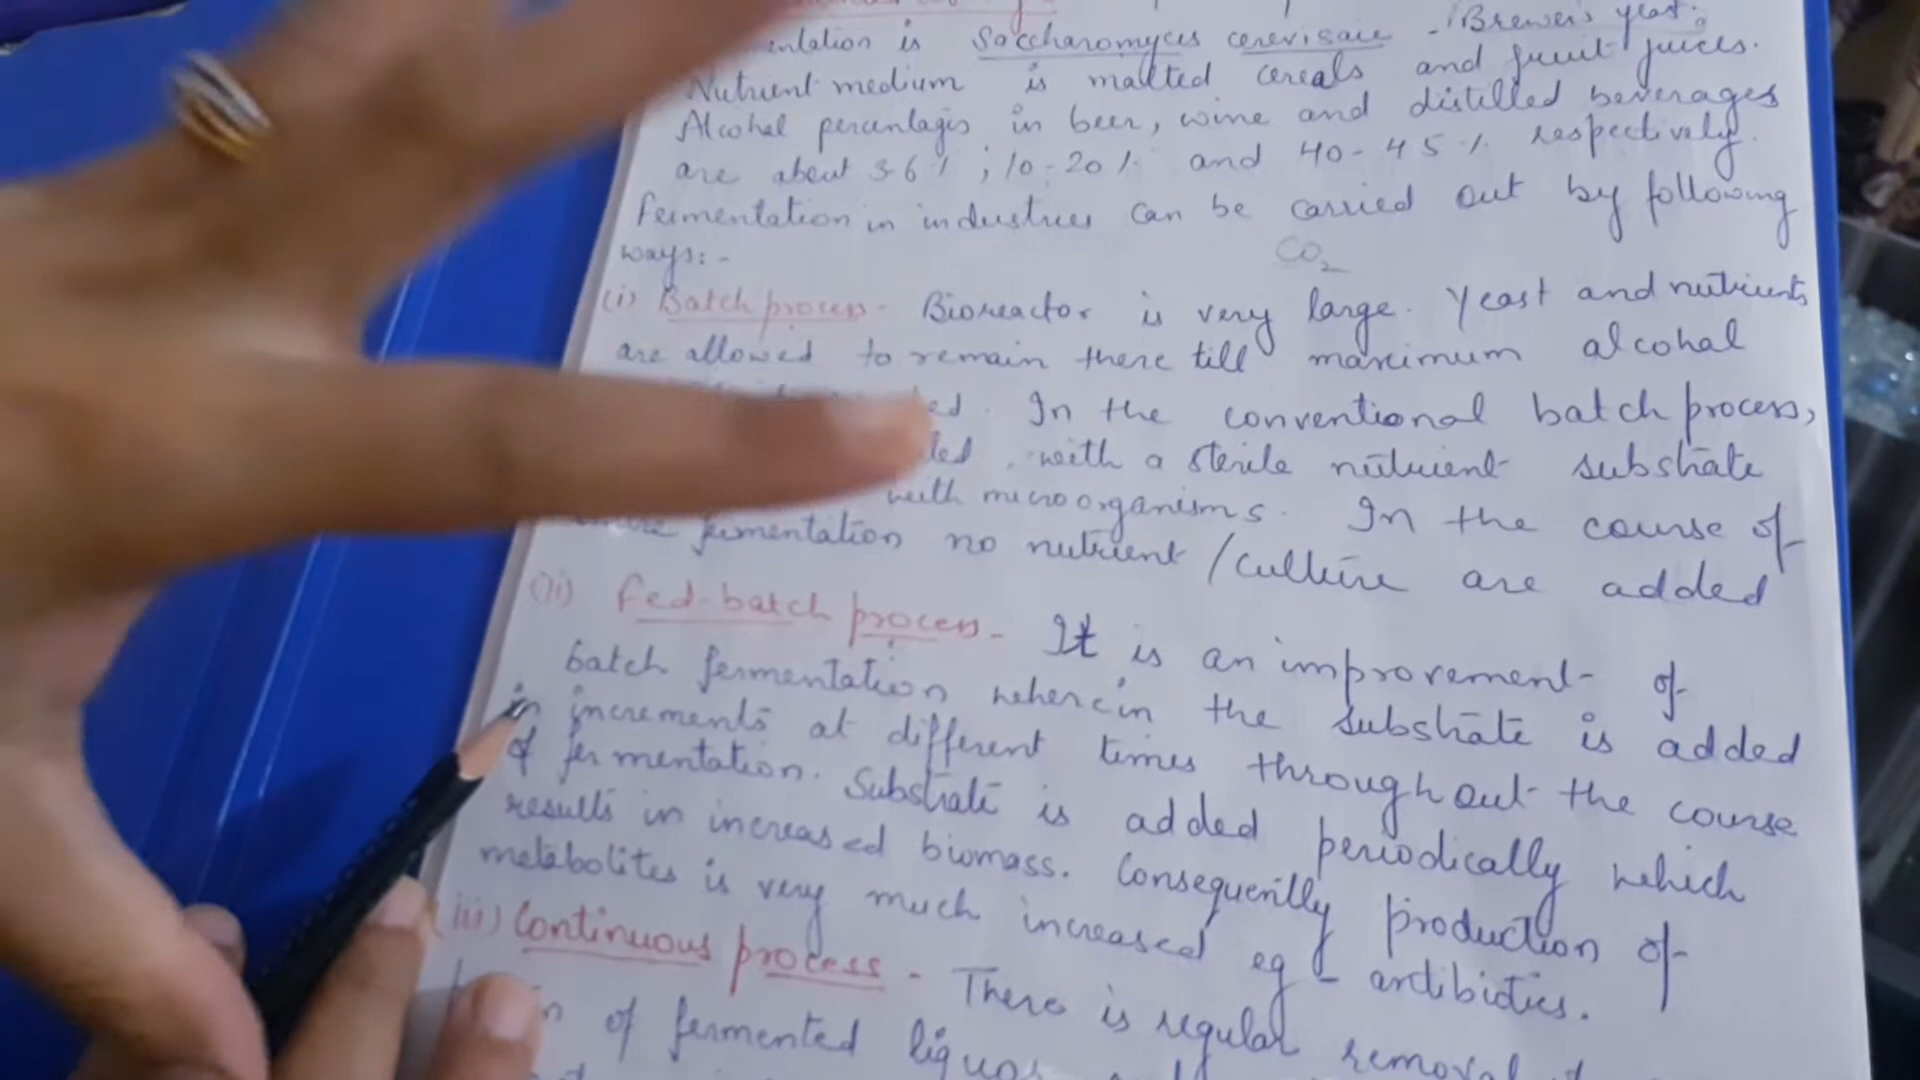 is Saccharomyces cerevisae - Brewer's yeast.
Nutrient medium is malted cereals and fruit juices.
Alcohal percentages in beer, wine and distilled beverages
are about 3-6% ; 10-20% and 40-45% respectively.
Fermentation in industries can be carried out by following
ways:-
CO2
(i) Batch process - Bioreactor is very large. Yeast and nutrients
are allowed to remain there till maximum alcohal
In the conventional batch process,
with a sterile nutrient substrate
with microorganisms. In the course of
fermentation no nutrient / culture are added
(ii) Fed-batch process - It is an improvement of
batch fermentation wherein the substrate is added
in increments at different times throughout the course
of fermentation. Substrate is added periodically which
results in increased biomass. Consequently production of
metabolites is very much increased eg - antibiotics.
(iii) Continuous process - There is regular removal
of fermented liquor